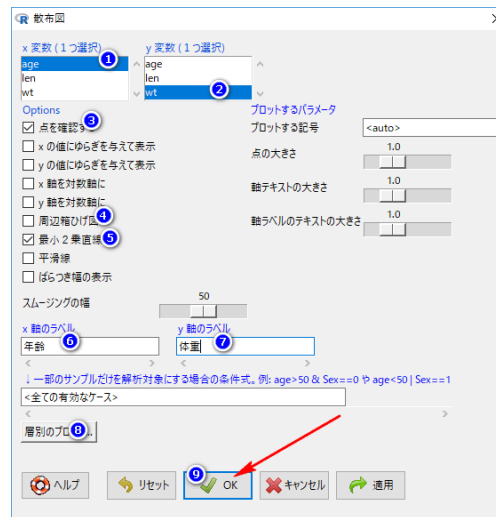 散布図
x 変数 (1つ選択) y 変数 (1つ選択)
1
age age
len len
wt wt
2
Options プロットするパラメータ
点を確認す 3 プロットする記号 <auto>
x の値にゆらぎを与えて表示
y の値にゆらぎを与えて表示
点の大きさ 1.0
x 軸を対数軸に
軸テキストの大きさ 1.0
y 軸を対数軸に
周辺箱ひげ図 4
軸ラベルのテキストの大きさ 1.0
最小2乗直線 5
平滑線
ばらつき幅の表示
スムージングの幅 50
x 軸のラベル y 軸のラベル
年齢 6 体重 7
↓一部のサンプルだけを解析対象にする場合の条件式。例: age>50 & Sex==0 や age<50 | Sex==1
<全ての有効なケース>
層別のプロ 8 ..
9
ヘルプ リセット OK キャンセル 適用